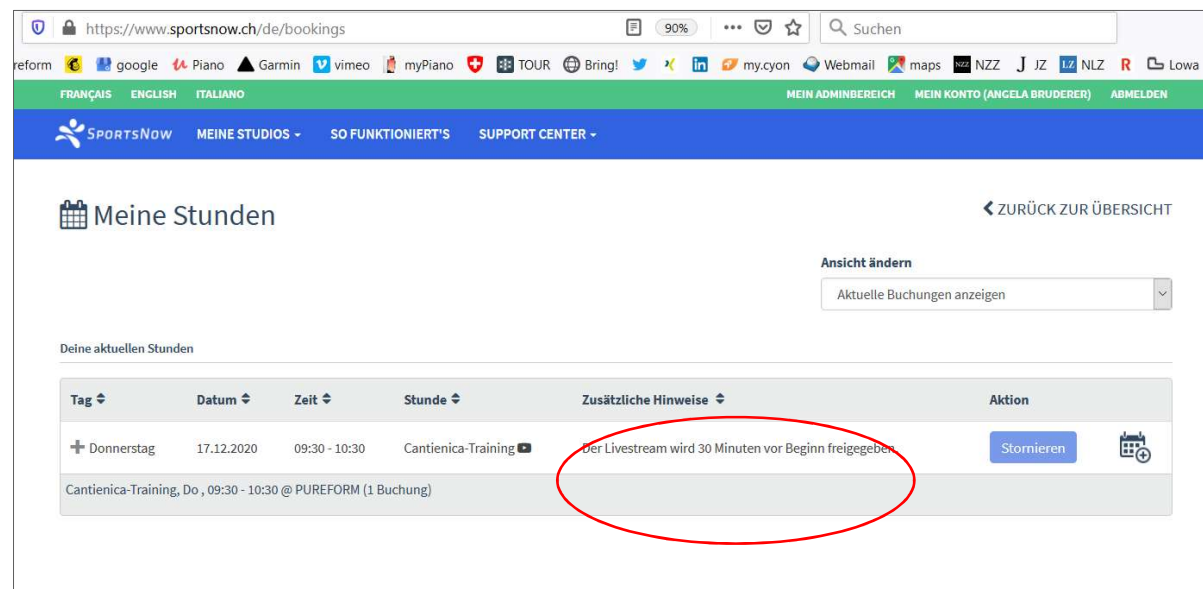 https://www.sportsnow.ch/de/bookings 90% Suchen
reform google Piano Garmin vimeo myPiano TOUR Bring! in my.cyon Webmail maps NZZ NZZ J JZ LZ NLZ R Lowa
FRANÇAIS ENGLISH ITALIANO MEIN ADMINBEREICH MEIN KONTO (ANGELA BRUDERER) ABMELDEN
SPORTSNOW MEINE STUDIOS SO FUNKTIONIERT'S SUPPORT CENTER
Meine Stunden ZURÜCK ZUR ÜBERSICHT
Ansicht ändern
Aktuelle Buchungen anzeigen
Deine aktuellen Stunden
Tag Datum Zeit Stunde Zusätzliche Hinweise Aktion
Donnerstag 17.12.2020 09:30 - 10:30 Cantienica-Training Der Livestream wird 30 Minuten vor Beginn freigegeben. Stornieren
Cantienica-Training, Do , 09:30 - 10:30 @ PUREFORM (1 Buchung)